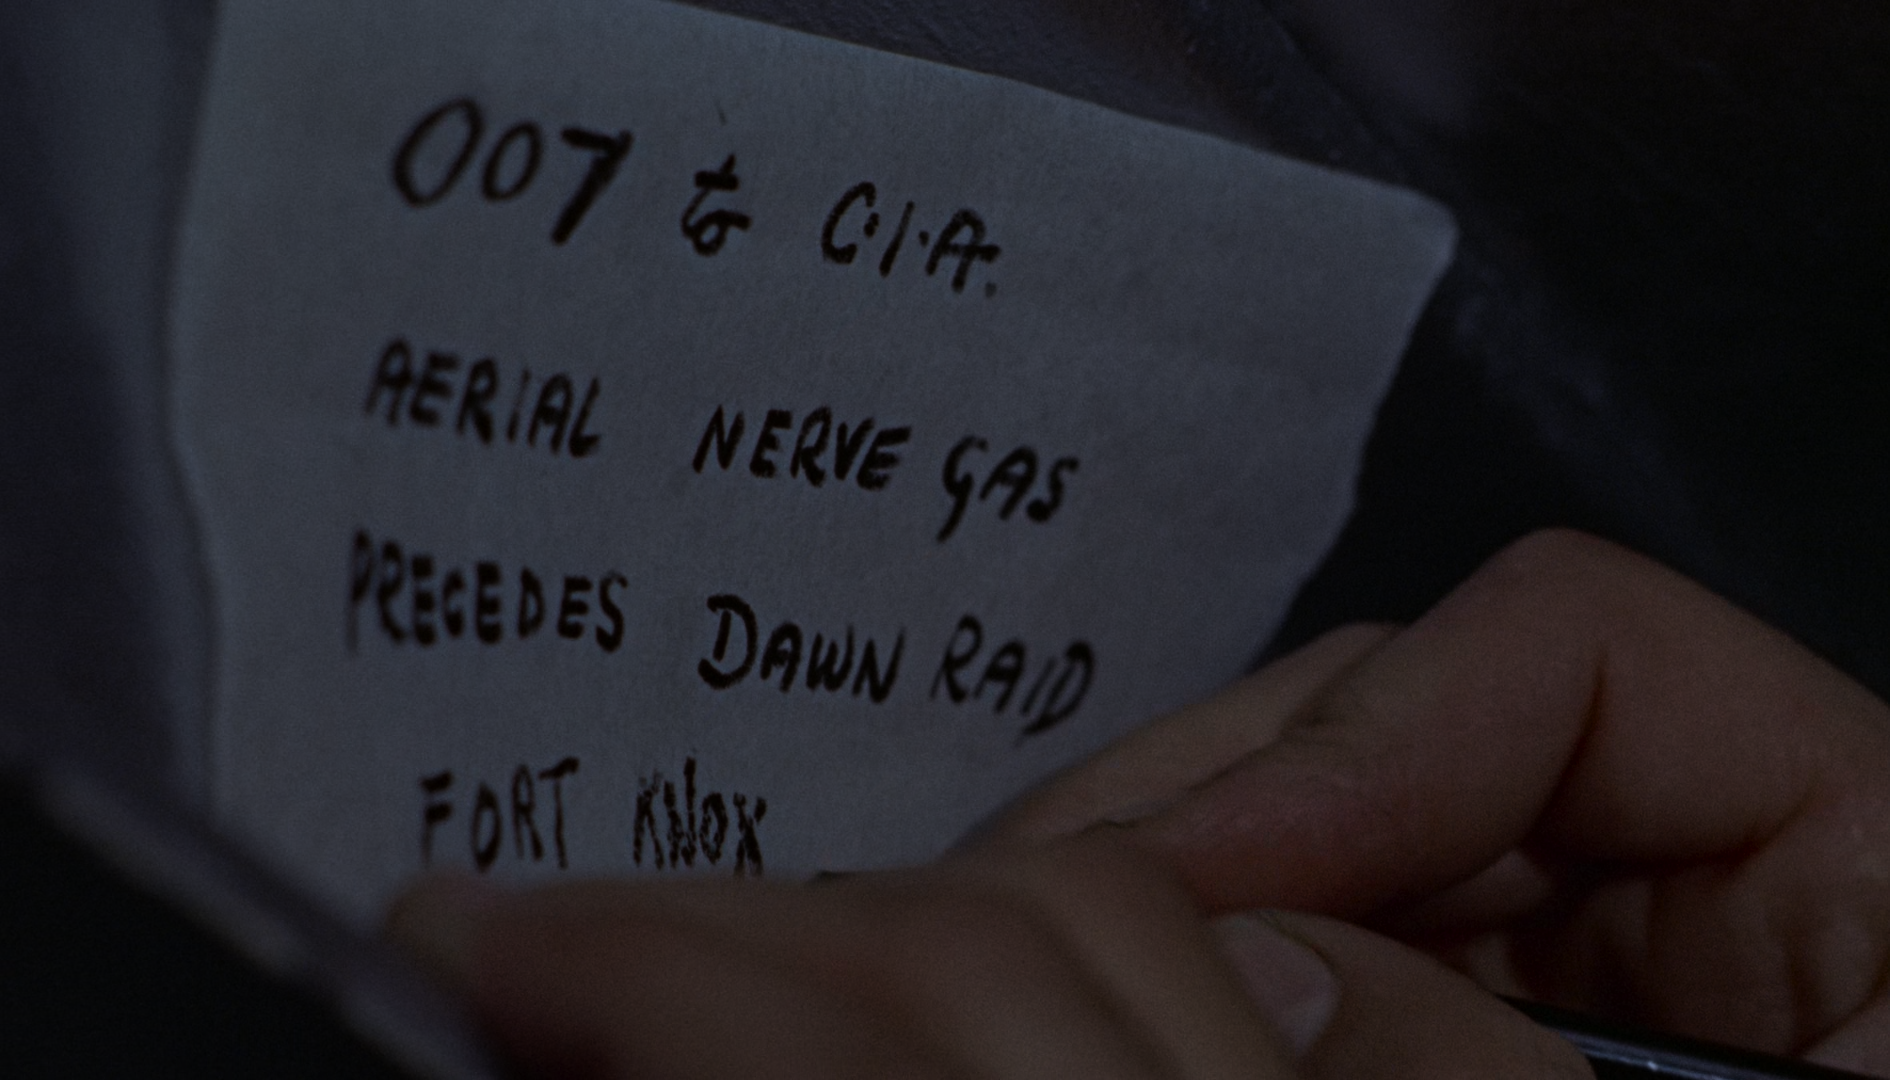 007 to C.I.A.
AERIAL NERVE GAS
PRECEDES DAWN RAID
FORT KNOX